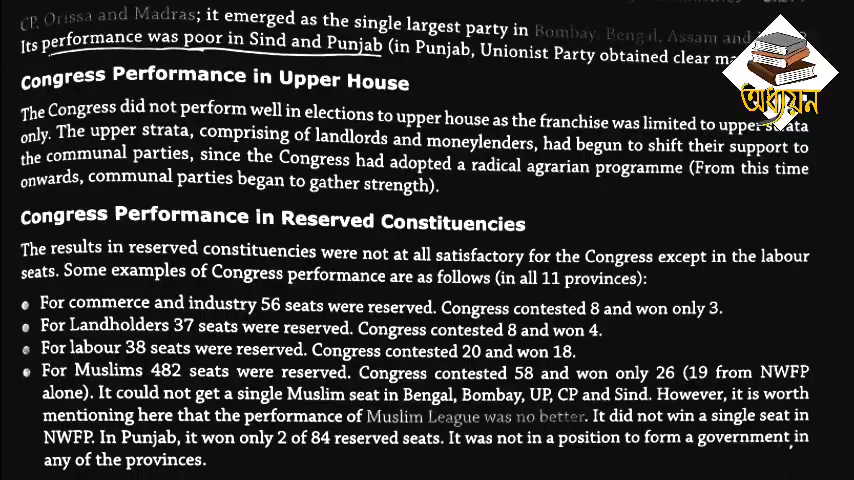 CP, Orissa and Madras; it emerged as the single largest party in Bombay, Bengal, Assam and
Its performance was poor in Sind and Punjab (in Punjab, Unionist Party obtained clear
অধ্যয়ন
Congress Performance in Upper House
The Congress did not perform well in elections to upper house as the franchise was limited to upper strata
only. The upper strata, comprising of landlords and moneylenders, had begun to shift their support to
the communal parties, since the Congress had adopted a radical agrarian programme (From this time
onwards, communal parties began to gather strength).
Congress Performance in Reserved Constituencies
The results in reserved constituencies were not at all satisfactory for the Congress except in the labour
seats. Some examples of Congress performance are as follows (in all 11 provinces):
• For commerce and industry 56 seats were reserved. Congress contested 8 and won only 3.
• For Landholders 37 seats were reserved. Congress contested 8 and won 4.
• For labour 38 seats were reserved. Congress contested 20 and won 18.
• For Muslims 482 seats were reserved. Congress contested 58 and won only 26 (19 from NWFP
alone). It could not get a single Muslim seat in Bengal, Bombay, UP, CP and Sind. However, it is worth
mentioning here that the performance of Muslim League was no better. It did not win a single seat in
NWFP. In Punjab, it won only 2 of 84 reserved seats. It was not in a position to form a government in
any of the provinces.